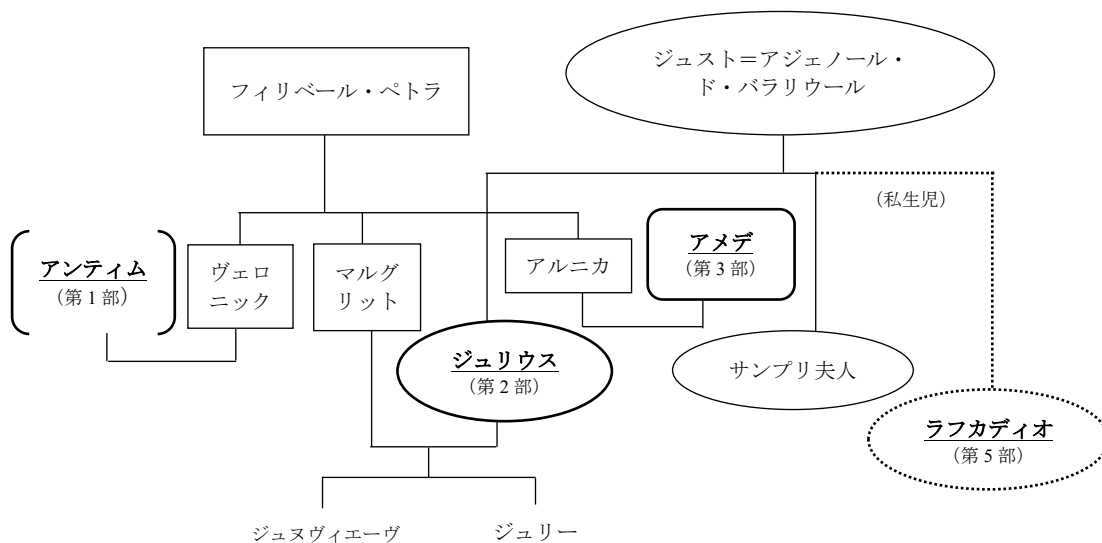 フィリベール・ペトラ
ジュスト＝アジェノール・
ド・バラリウール
（私生児）
アンティム
（第 1 部）
ヴェロ
ニック
マルグ
リット
アルニカ
アメデ
（第 3 部）
ジュリウス
（第 2 部）
サンプリ夫人
ラフカディオ
（第 5 部）
ジュヌヴィエーヴ
ジュリー